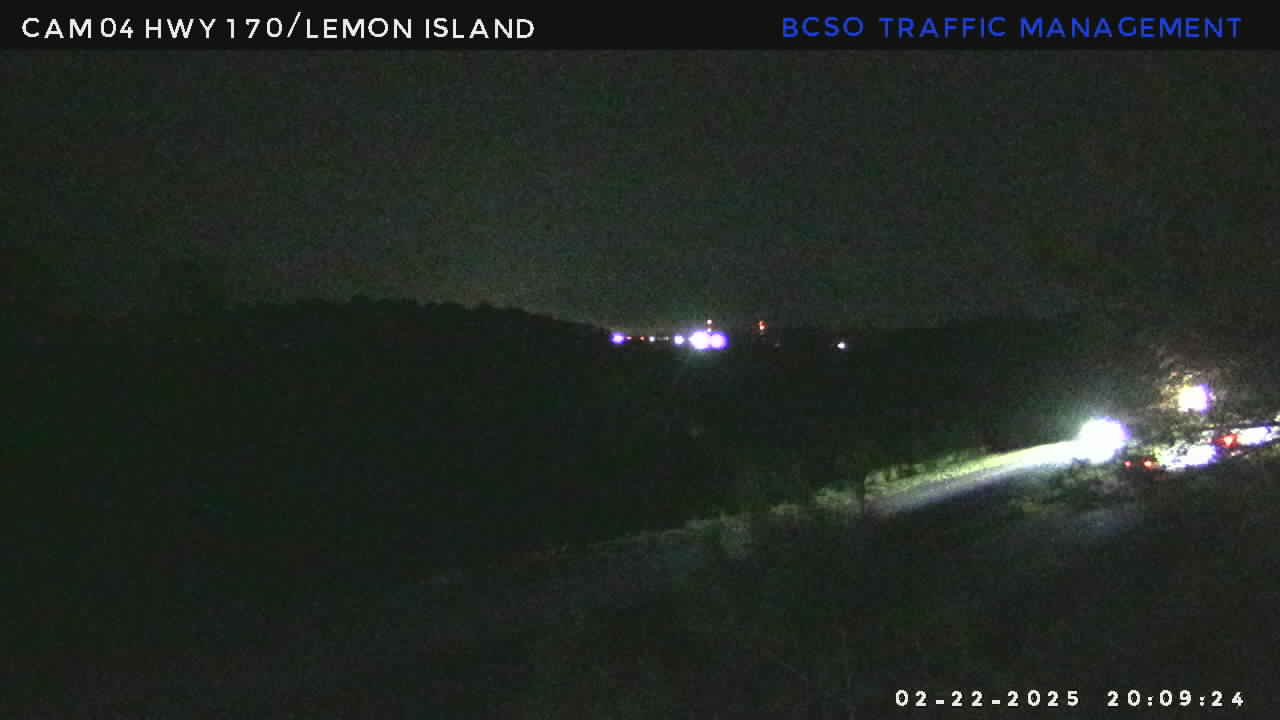 CAM04 HWY 170/LEMON ISLAND
BCSO TRAFFIC MANAGEMENT
02-22-2025 20:09:24